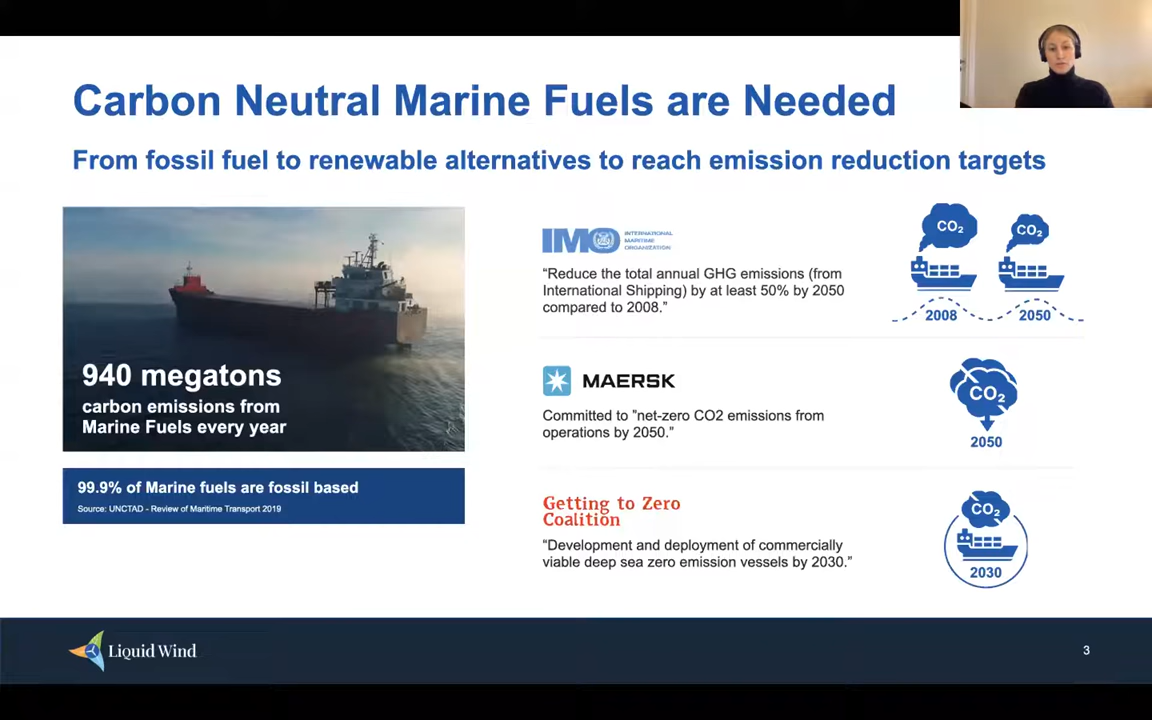 Carbon Neutral Marine Fuels are Needed
From fossil fuel to renewable alternatives to reach emission reduction targets
940 megatons
carbon emissions from
Marine Fuels every year
99.9% of Marine fuels are fossil based
Source: UNCTAD - Review of Maritime Transport 2019
IMO
INTERNATIONAL
MARITIME
ORGANIZATION
“Reduce the total annual GHG emissions (from
International Shipping) by at least 50% by 2050
compared to 2008.”
CO₂
CO₂
2008
2050
MAERSK
Committed to "net-zero CO2 emissions from
operations by 2050.”
CO₂
2050
Getting to Zero
Coalition
“Development and deployment of commercially
viable deep sea zero emission vessels by 2030.”
CO₂
2030
Liquid Wind
3